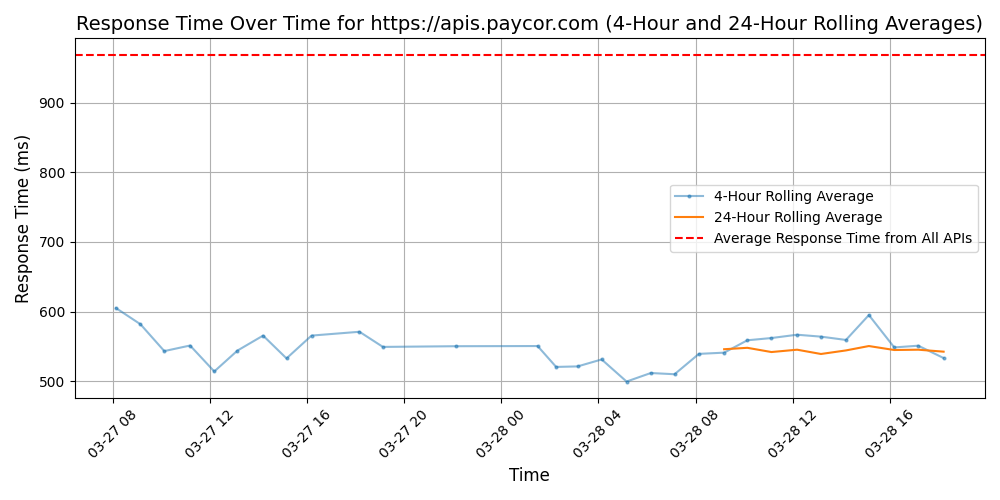 Response Time Over Time for https://apis.paycor.com (4-Hour and 24-Hour Rolling Averages)
Response Time (ms)
900
800
700
600
500
4-Hour Rolling Average
24-Hour Rolling Average
Average Response Time from All APIs
03-27 08
03-27 12
03-27 16
03-27 20
03-28 00
03-28 04
03-28 08
03-28 12
03-28 16
Time